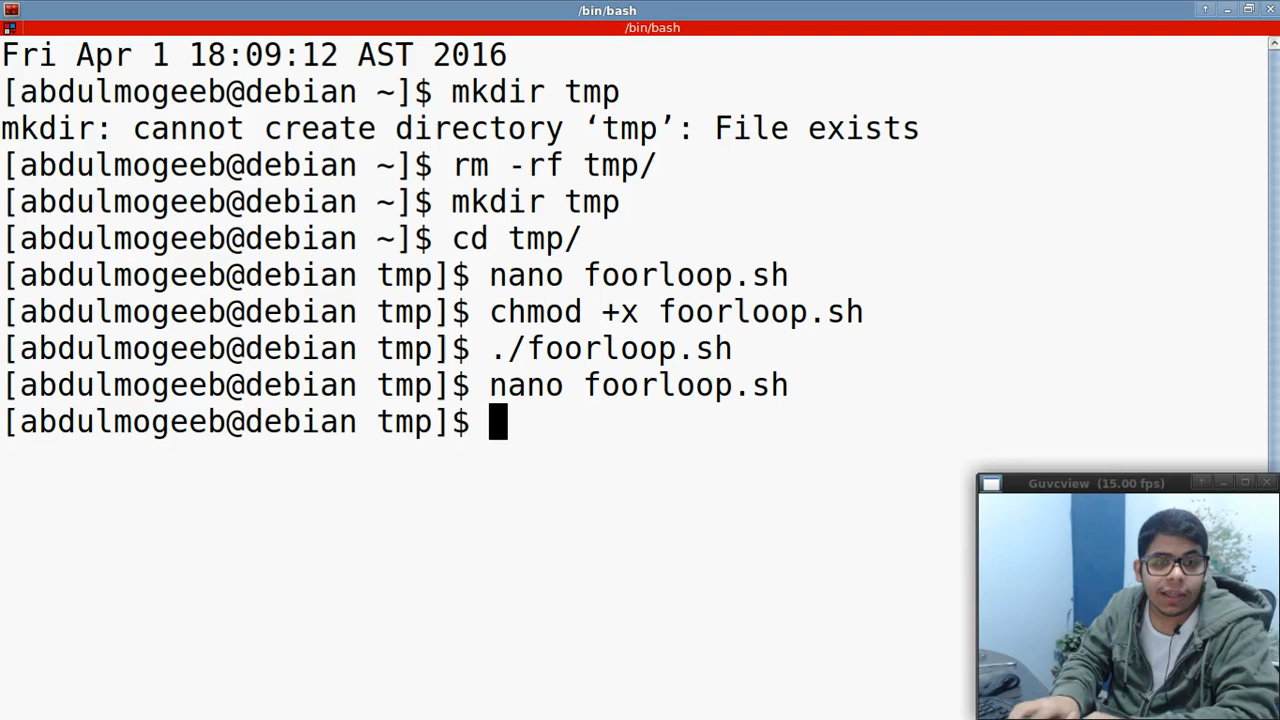 /bin/bash
/bin/bash
Fri Apr 1 18:09:12 AST 2016
[abdulmogeeb@debian ~]$ mkdir tmp
mkdir: cannot create directory ‘tmp’: File exists
[abdulmogeeb@debian ~]$ rm -rf tmp/
[abdulmogeeb@debian ~]$ mkdir tmp
[abdulmogeeb@debian ~]$ cd tmp/
[abdulmogeeb@debian tmp]$ nano foorloop.sh
[abdulmogeeb@debian tmp]$ chmod +x foorloop.sh
[abdulmogeeb@debian tmp]$ ./foorloop.sh
[abdulmogeeb@debian tmp]$ nano foorloop.sh
[abdulmogeeb@debian tmp]$
Guvcview (15.00 fps)